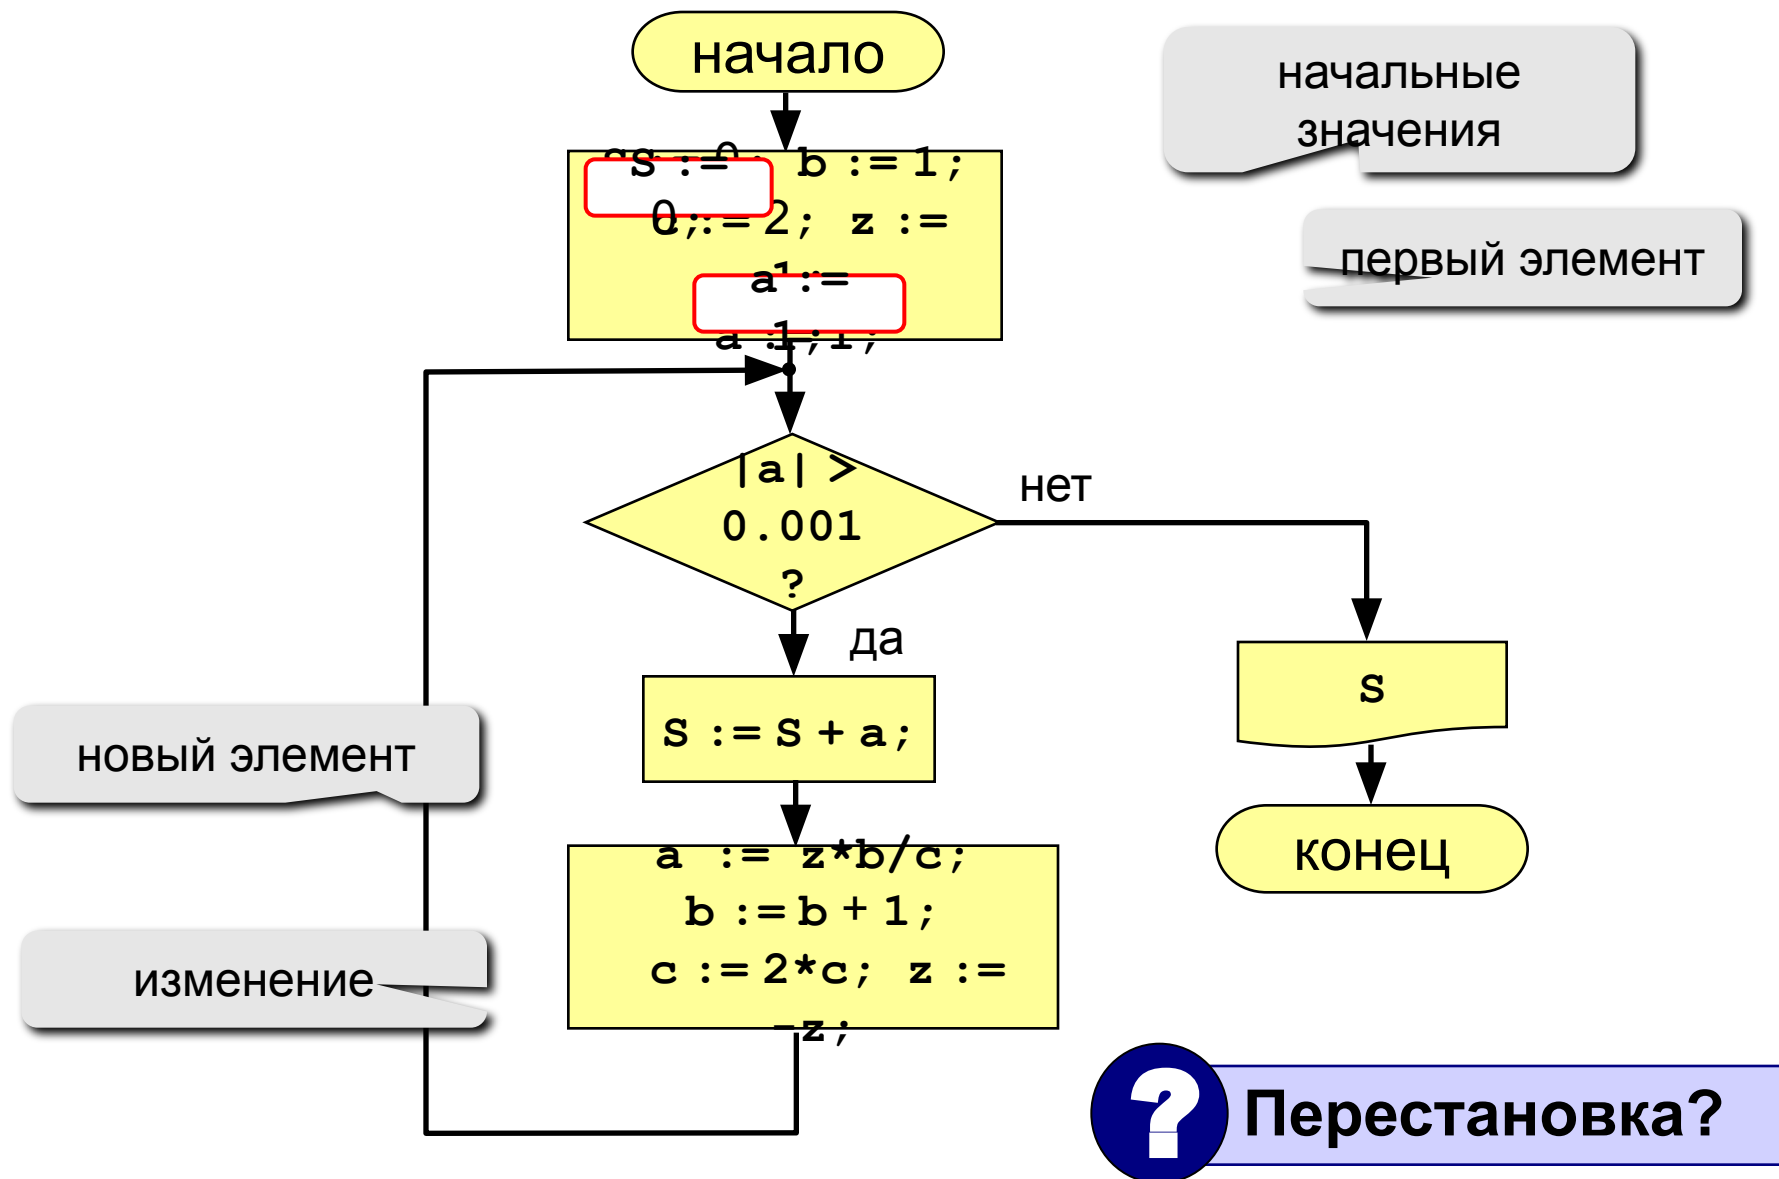 начало
начальные
значения
S := 0; b := 1;
c := 2; z :=
первый элемент
S :=
0;
a :=
1;
a := 1;
|a| >
0.001
?
нет
да
S := S + a;
S
новый элемент
a := z*b/c;
b := b + 1;
c := 2*c; z :=
-z;
конец
изменение
? Перестановка?